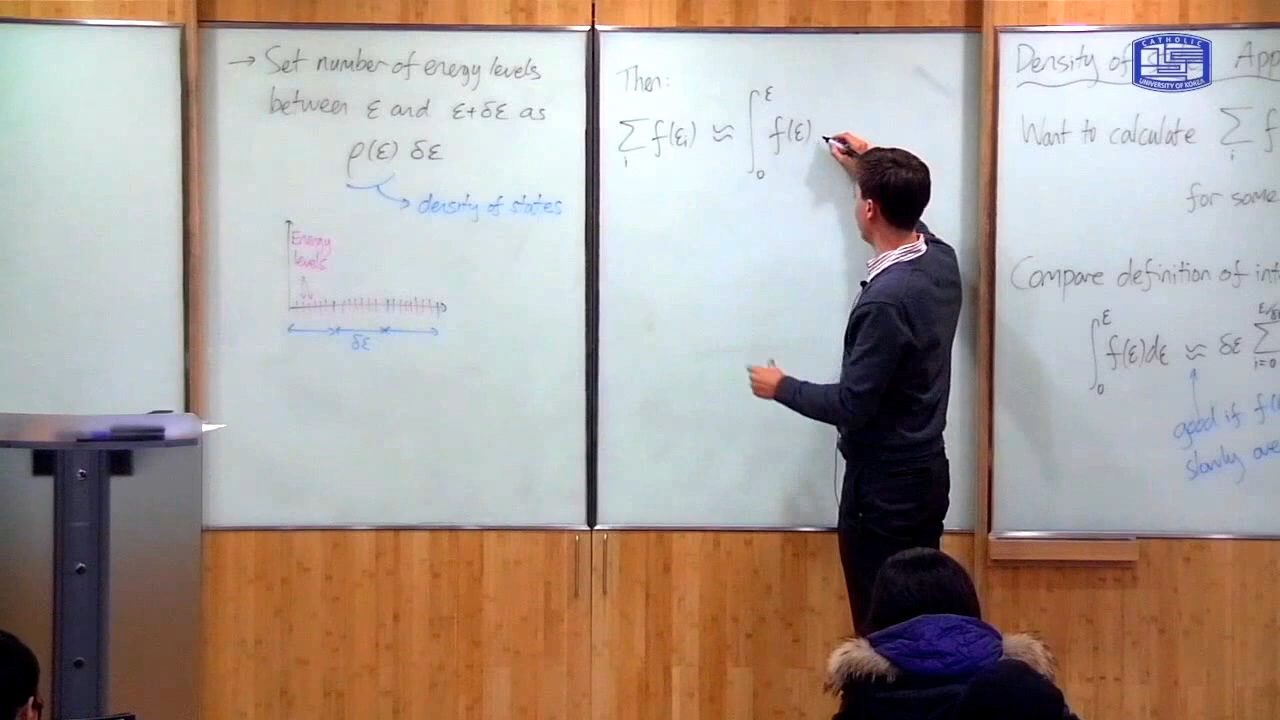 → Set number of energy levels
between ε and ε+δε as
ρ(ε) δε
density of states
Energy
levels
δε
Then:
∑ f(εᵢ) ≈ ∫ f(ε)
i
ε
0
Density of App
CATHOLIC
UNIVERSITY OF KOREA
Want to calculate ∑ f
i
for some
Compare definition of int
∫ f(ε)dε ≈ δε ∑
ε
0
i=0
good if f(
slowly ove